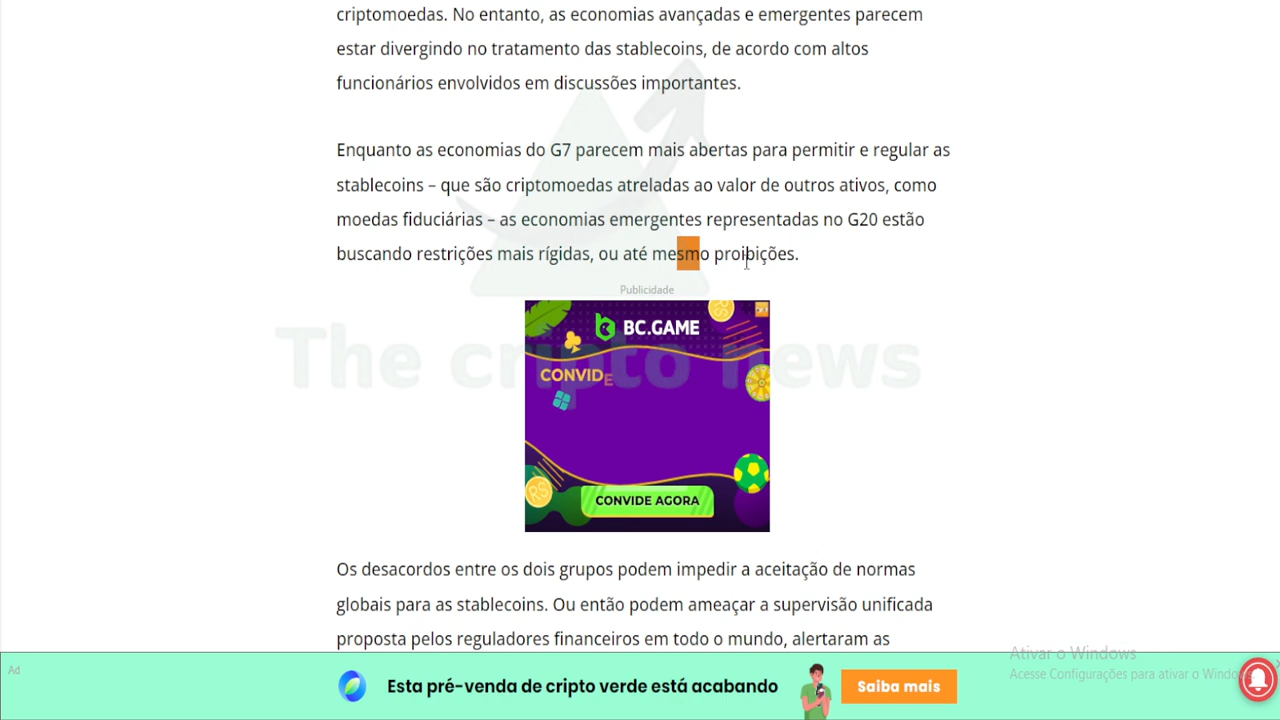 criptomoedas. No entanto, as economias avançadas e emergentes parecem
estar divergindo no tratamento das stablecoins, de acordo com altos
funcionários envolvidos em discussões importantes.
Enquanto as economias do G7 parecem mais abertas para permitir e regular as
stablecoins – que são criptomoedas atreladas ao valor de outros ativos, como
moedas fiduciárias – as economias emergentes representadas no G20 estão
buscando restrições mais rígidas, ou até mesmo proibições.
Publicidade
BC.GAME
The cripto news
CONVIDE
R$
CONVIDE AGORA
Os desacordos entre os dois grupos podem impedir a aceitação de normas
globais para as stablecoins. Ou então podem ameaçar a supervisão unificada
proposta pelos reguladores financeiros em todo o mundo, alertaram as
Ativar o Windows
Acesse Configurações para ativar o Windows
Ad
Esta pré-venda de cripto verde está acabando
Saiba mais